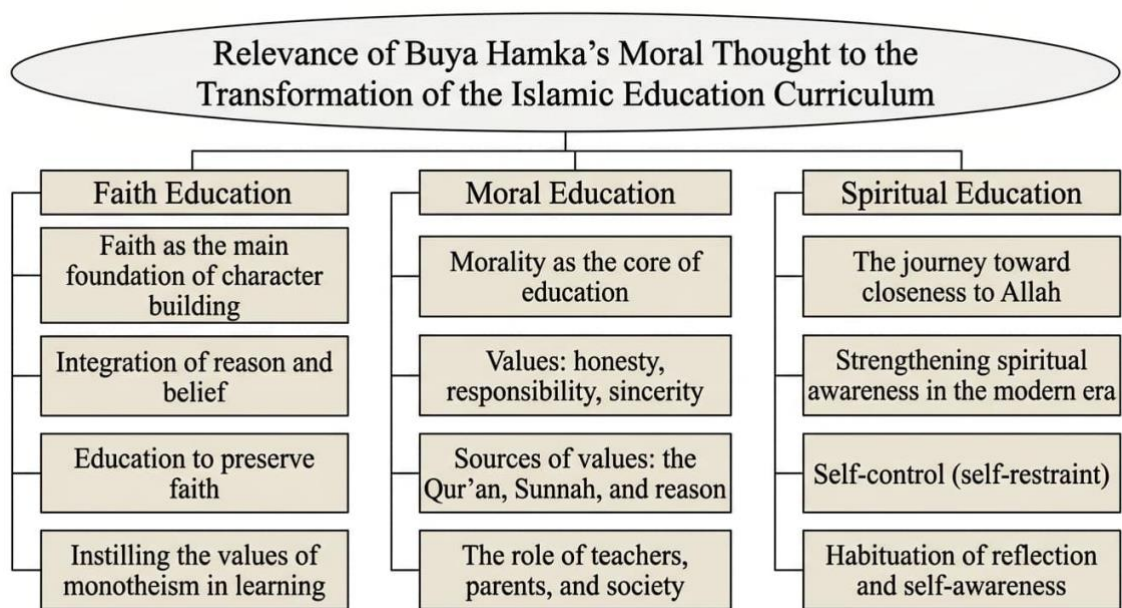 Relevance of Buya Hamka's Moral Thought to the
Transformation of the Islamic Education Curriculum
Faith Education
Faith as the main
foundation of character
building
Integration of reason and
belief
Education to preserve
faith
Instilling the values of
monotheism in learning
Moral Education
Morality as the core of
education
Values: honesty,
responsibility, sincerity
Sources of values: the
Qur'an, Sunnah, and reason
The role of teachers,
parents, and society
Spiritual Education
The journey toward
closeness to Allah
Strengthening spiritual
awareness in the modern era
Self-control (self-restraint)
Habituation of reflection
and self-awareness